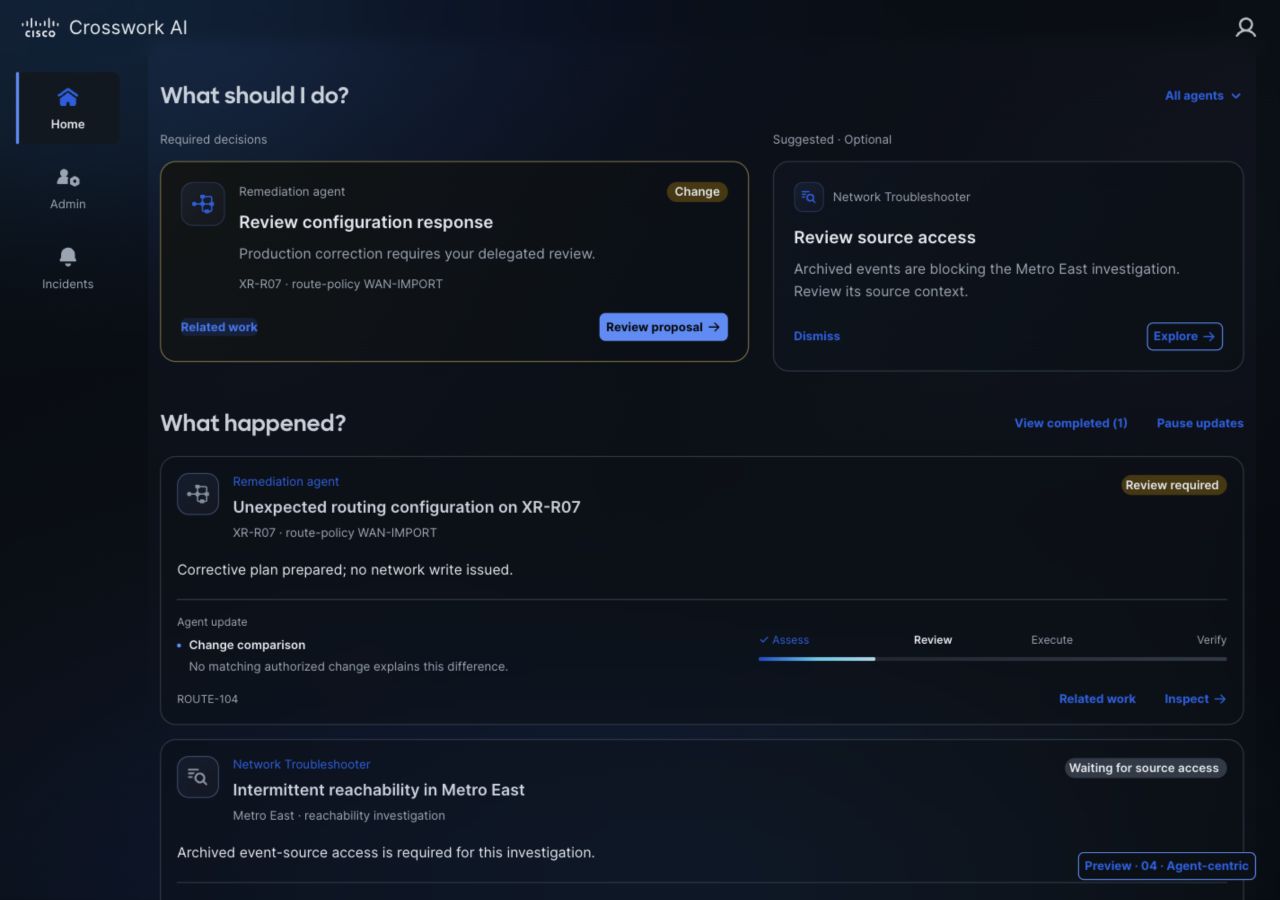 CISCO
Crosswork AI
Home
Admin
Incidents
What should I do?
All agents
Required decisions
Remediation agent
Change
Review configuration response
Production correction requires your delegated review.
XR-R07 · route-policy WAN-IMPORT
Related work
Review proposal →
Suggested · Optional
Network Troubleshooter
Review source access
Archived events are blocking the Metro East investigation.
Review its source context.
Dismiss
Explore →
What happened?
View completed (1)
Pause updates
Remediation agent
Review required
Unexpected routing configuration on XR-R07
XR-R07 · route-policy WAN-IMPORT
Corrective plan prepared; no network write issued.
Agent update
• Change comparison
No matching authorized change explains this difference.
✓ Assess
Review
Execute
Verify
ROUTE-104
Related work
Inspect →
Network Troubleshooter
Waiting for source access
Intermittent reachability in Metro East
Metro East · reachability investigation
Archived event-source access is required for this investigation.
Preview · 04 · Agent-centric